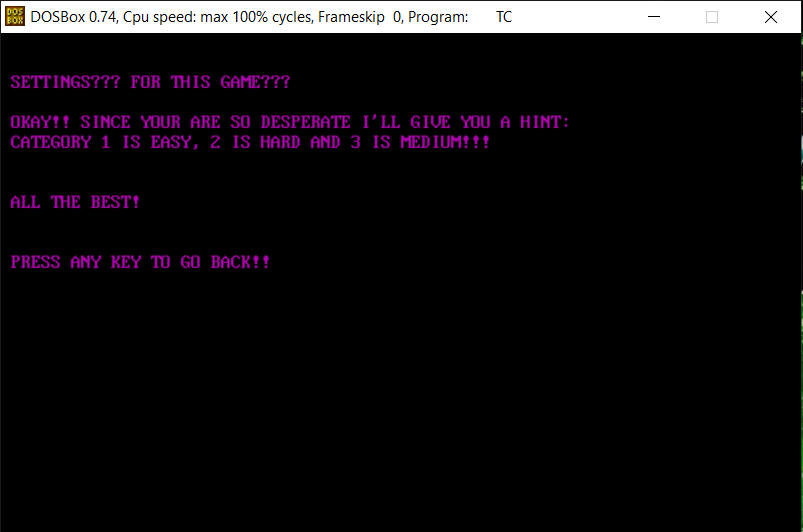 DOS BOX
DOSBox 0.74, Cpu speed: max 100% cycles, Frameskip 0, Program: TC
SETTINGS??? FOR THIS GAME???
OKAY!! SINCE YOUR ARE SO DESPERATE I'LL GIVE YOU A HINT:
CATEGORY 1 IS EASY, 2 IS HARD AND 3 IS MEDIUM!!!
ALL THE BEST!
PRESS ANY KEY TO GO BACK!!